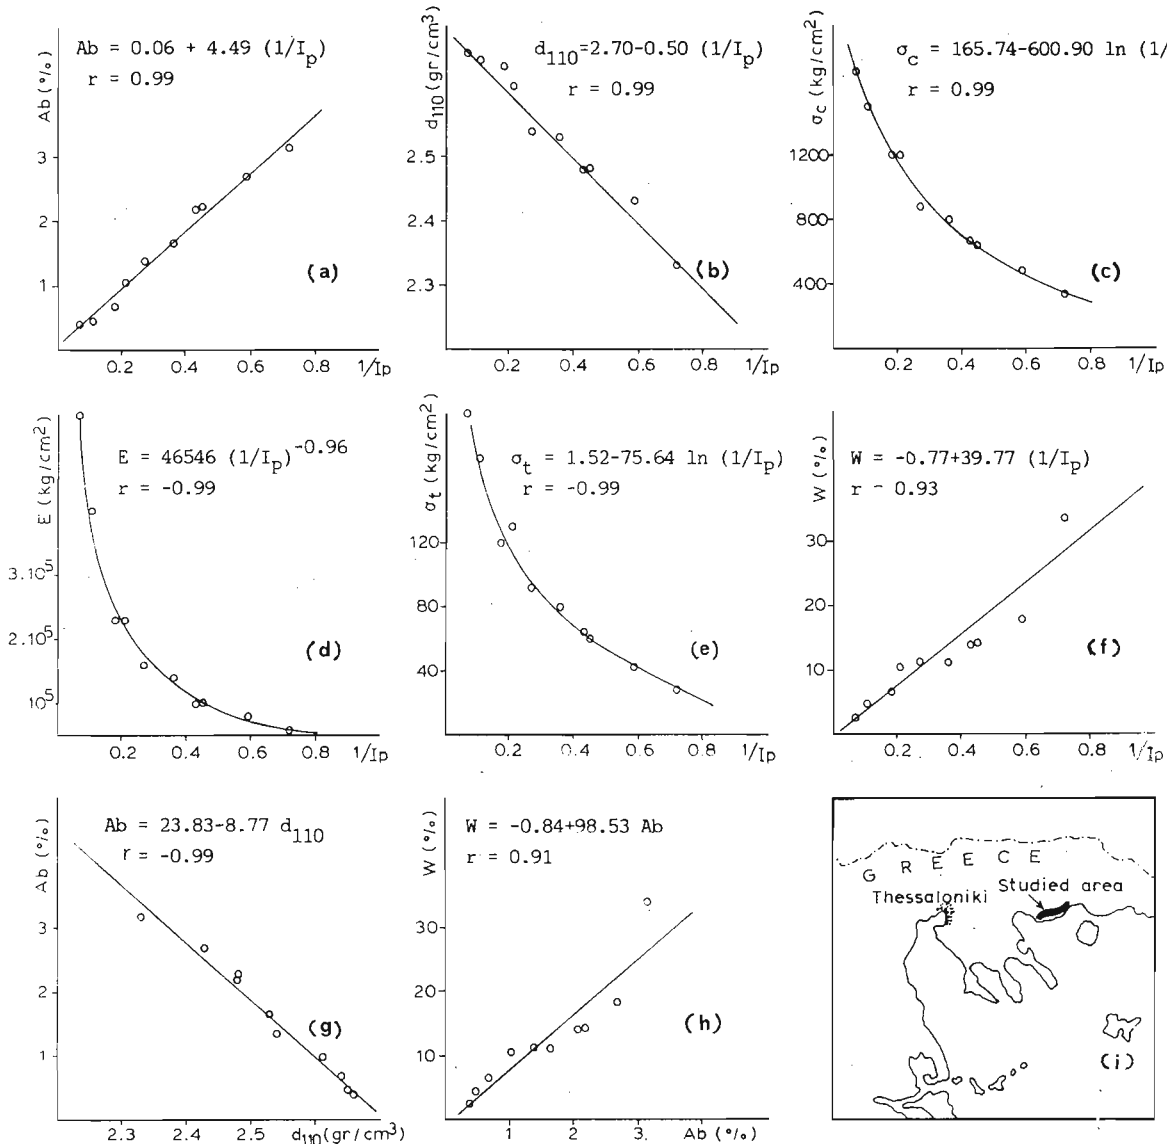 Ab = 0.06 + 4.49 (1/Ip)
r = 0.99
Ab (%)
3
2
1
(a)
0.2 0.4 0.6 0.8 1/Ip
d110=2.70-0.50 (1/Ip)
r = 0.99
d110 (gr/cm3)
2.5
2.4
2.3
(b)
0.2 0.4 0.6 0.8 1/Ip
σc = 165.74-600.90 ln (1/
r = 0.99
σc (kg/cm2)
1200
800
400
(c)
0.2 0.4 0.6 0.8 1/Ip
E = 46546 (1/Ip)-0.96
r = -0.99
E (kg/cm2)
3.105
2.105
105
(d)
0.2 0.4 0.6 0.8 1/Ip
σt = 1.52-75.64 ln (1/Ip)
r = -0.99
σt (kg/cm2)
120
80
40
(e)
0.2 0.4 0.6 0.8 1/Ip
W = -0.77+39.77 (1/Ip)
r = 0.93
W (%)
30
20
10
(f)
0.2 0.4 0.6 0.8 1/Ip
Ab = 23.83-8.77 d110
r = -0.99
Ab (%)
3
2
1
(g)
2.3 2.4 2.5 d110(gr/cm3)
W = -0.84+98.53 Ab
r = 0.91
W (%)
30
20
10
(h)
1 2 3. Ab(%)
GREECE
Thessaloniki
Studied area
(i)